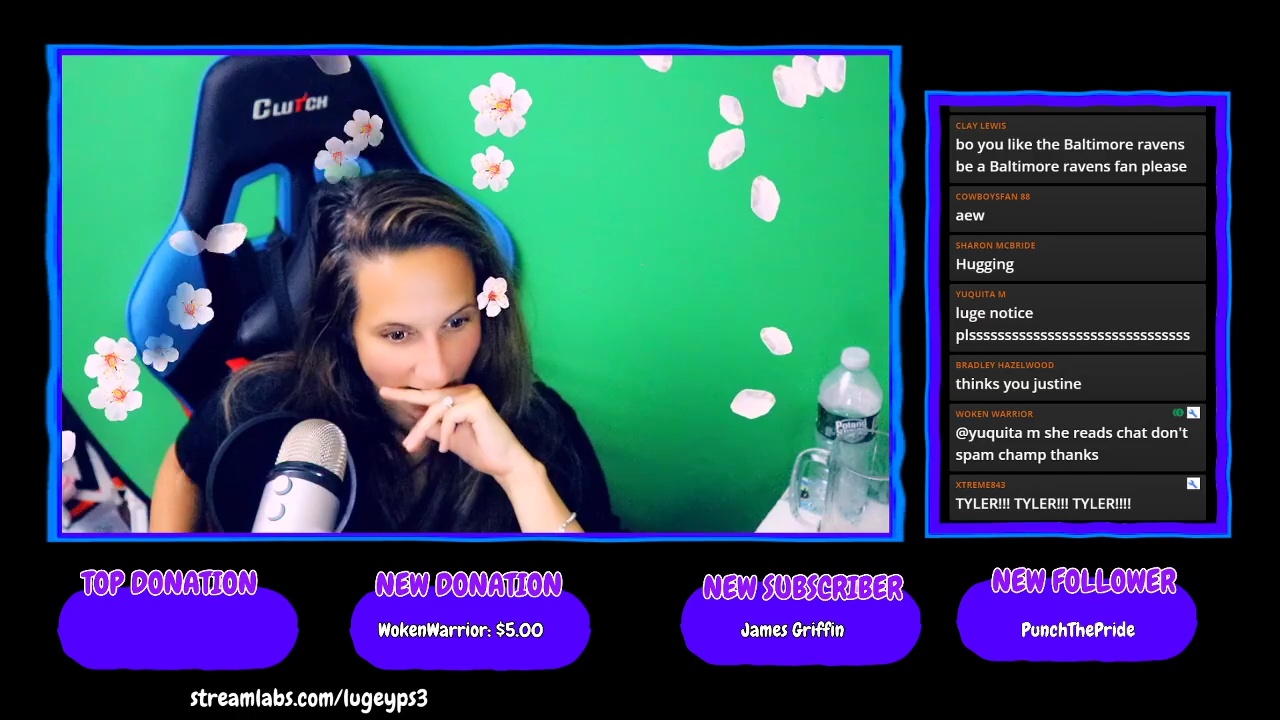 CLUTCH
Poland
CLAY LEWIS
bo you like the Baltimore ravens
be a Baltimore ravens fan please
COWBOYSFAN 88
aew
SHARON MCBRIDE
Hugging
YUQUITA M
luge notice
plsssssssssssssssssssssssssssssssss
BRADLEY HAZELWOOD
thinks you justine
WOKEN WARRIOR
@yuquita m she reads chat don't
spam champ thanks
XTREME843
TYLER!!! TYLER!!! TYLER!!!!
TOP DONATION
NEW DONATION
WokenWarrior: $5.00
NEW SUBSCRIBER
James Griffin
NEW FOLLOWER
PunchThePride
streamlabs.com/lugeyps3